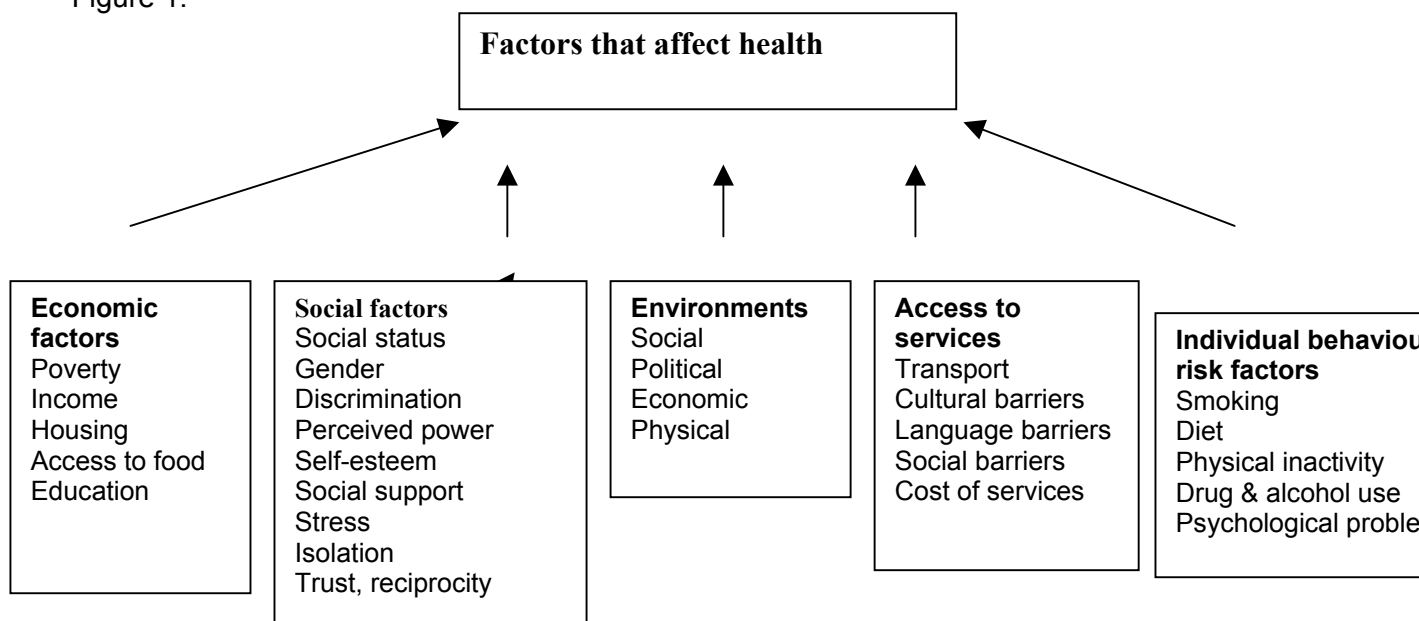 Figure 1.
Factors that affect health
Economic
factors
Poverty
Income
Housing
Access to food
Education
Social factors
Social status
Gender
Discrimination
Perceived power
Self-esteem
Social support
Stress
Isolation
Trust, reciprocity
Environments
Social
Political
Economic
Physical
Access to
services
Transport
Cultural barriers
Language barriers
Social barriers
Cost of services
Individual behaviou
risk factors
Smoking
Diet
Physical inactivity
Drug & alcohol use
Psychological proble